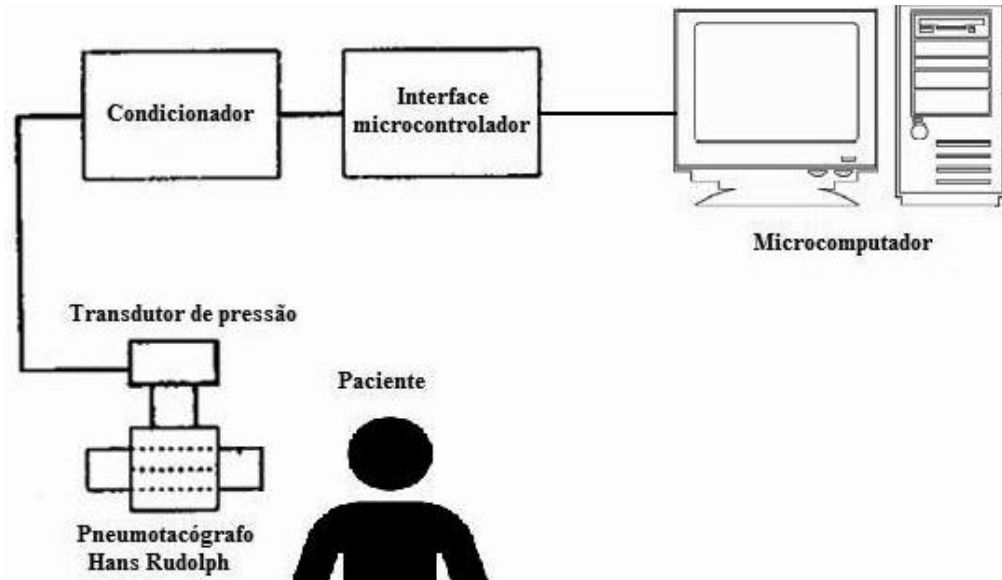 Condicionador
Interface
microcontrolador
Microcomputador
Transdutor de pressão
Paciente
Pneumotacógrafo
Hans Rudolph